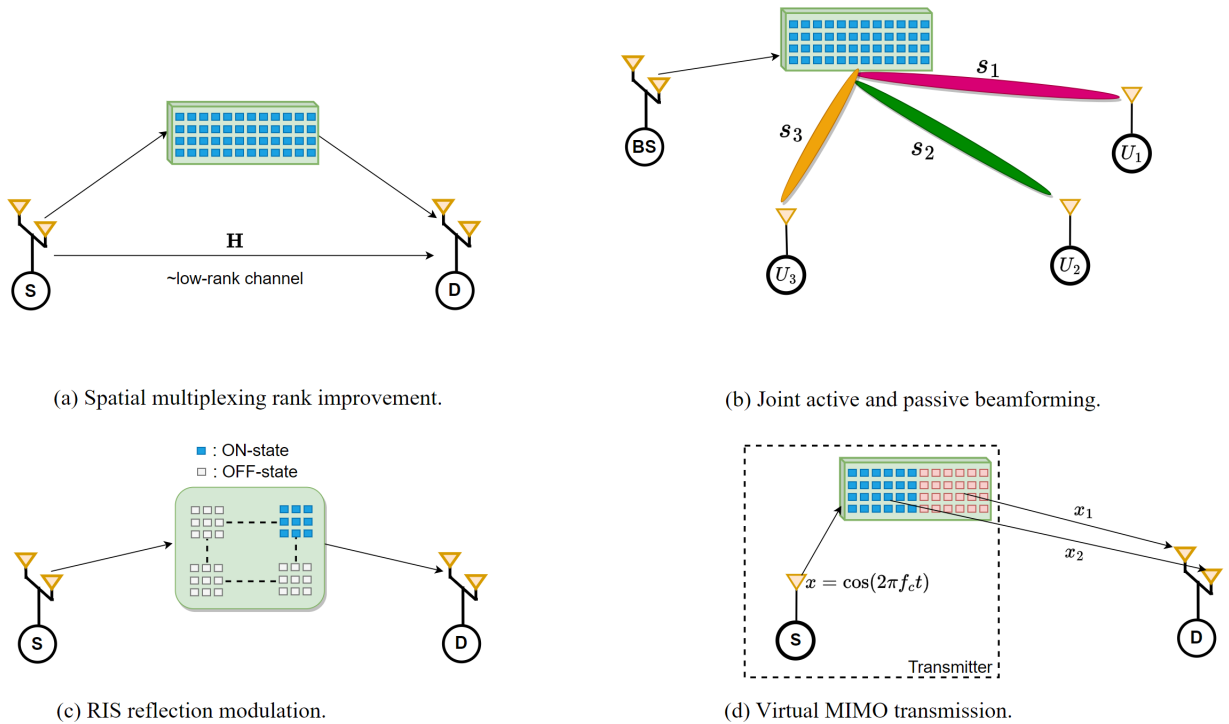 H
~low-rank channel
S
D
(a) Spatial multiplexing rank improvement.
BS
s₁
s₂
s₃
U₁
U₂
U₃
(b) Joint active and passive beamforming.
: ON-state
: OFF-state
S
D
(c) RIS reflection modulation.
x₁
x₂
x = cos(2πf_ct)
S
Transmitter
D
(d) Virtual MIMO transmission.